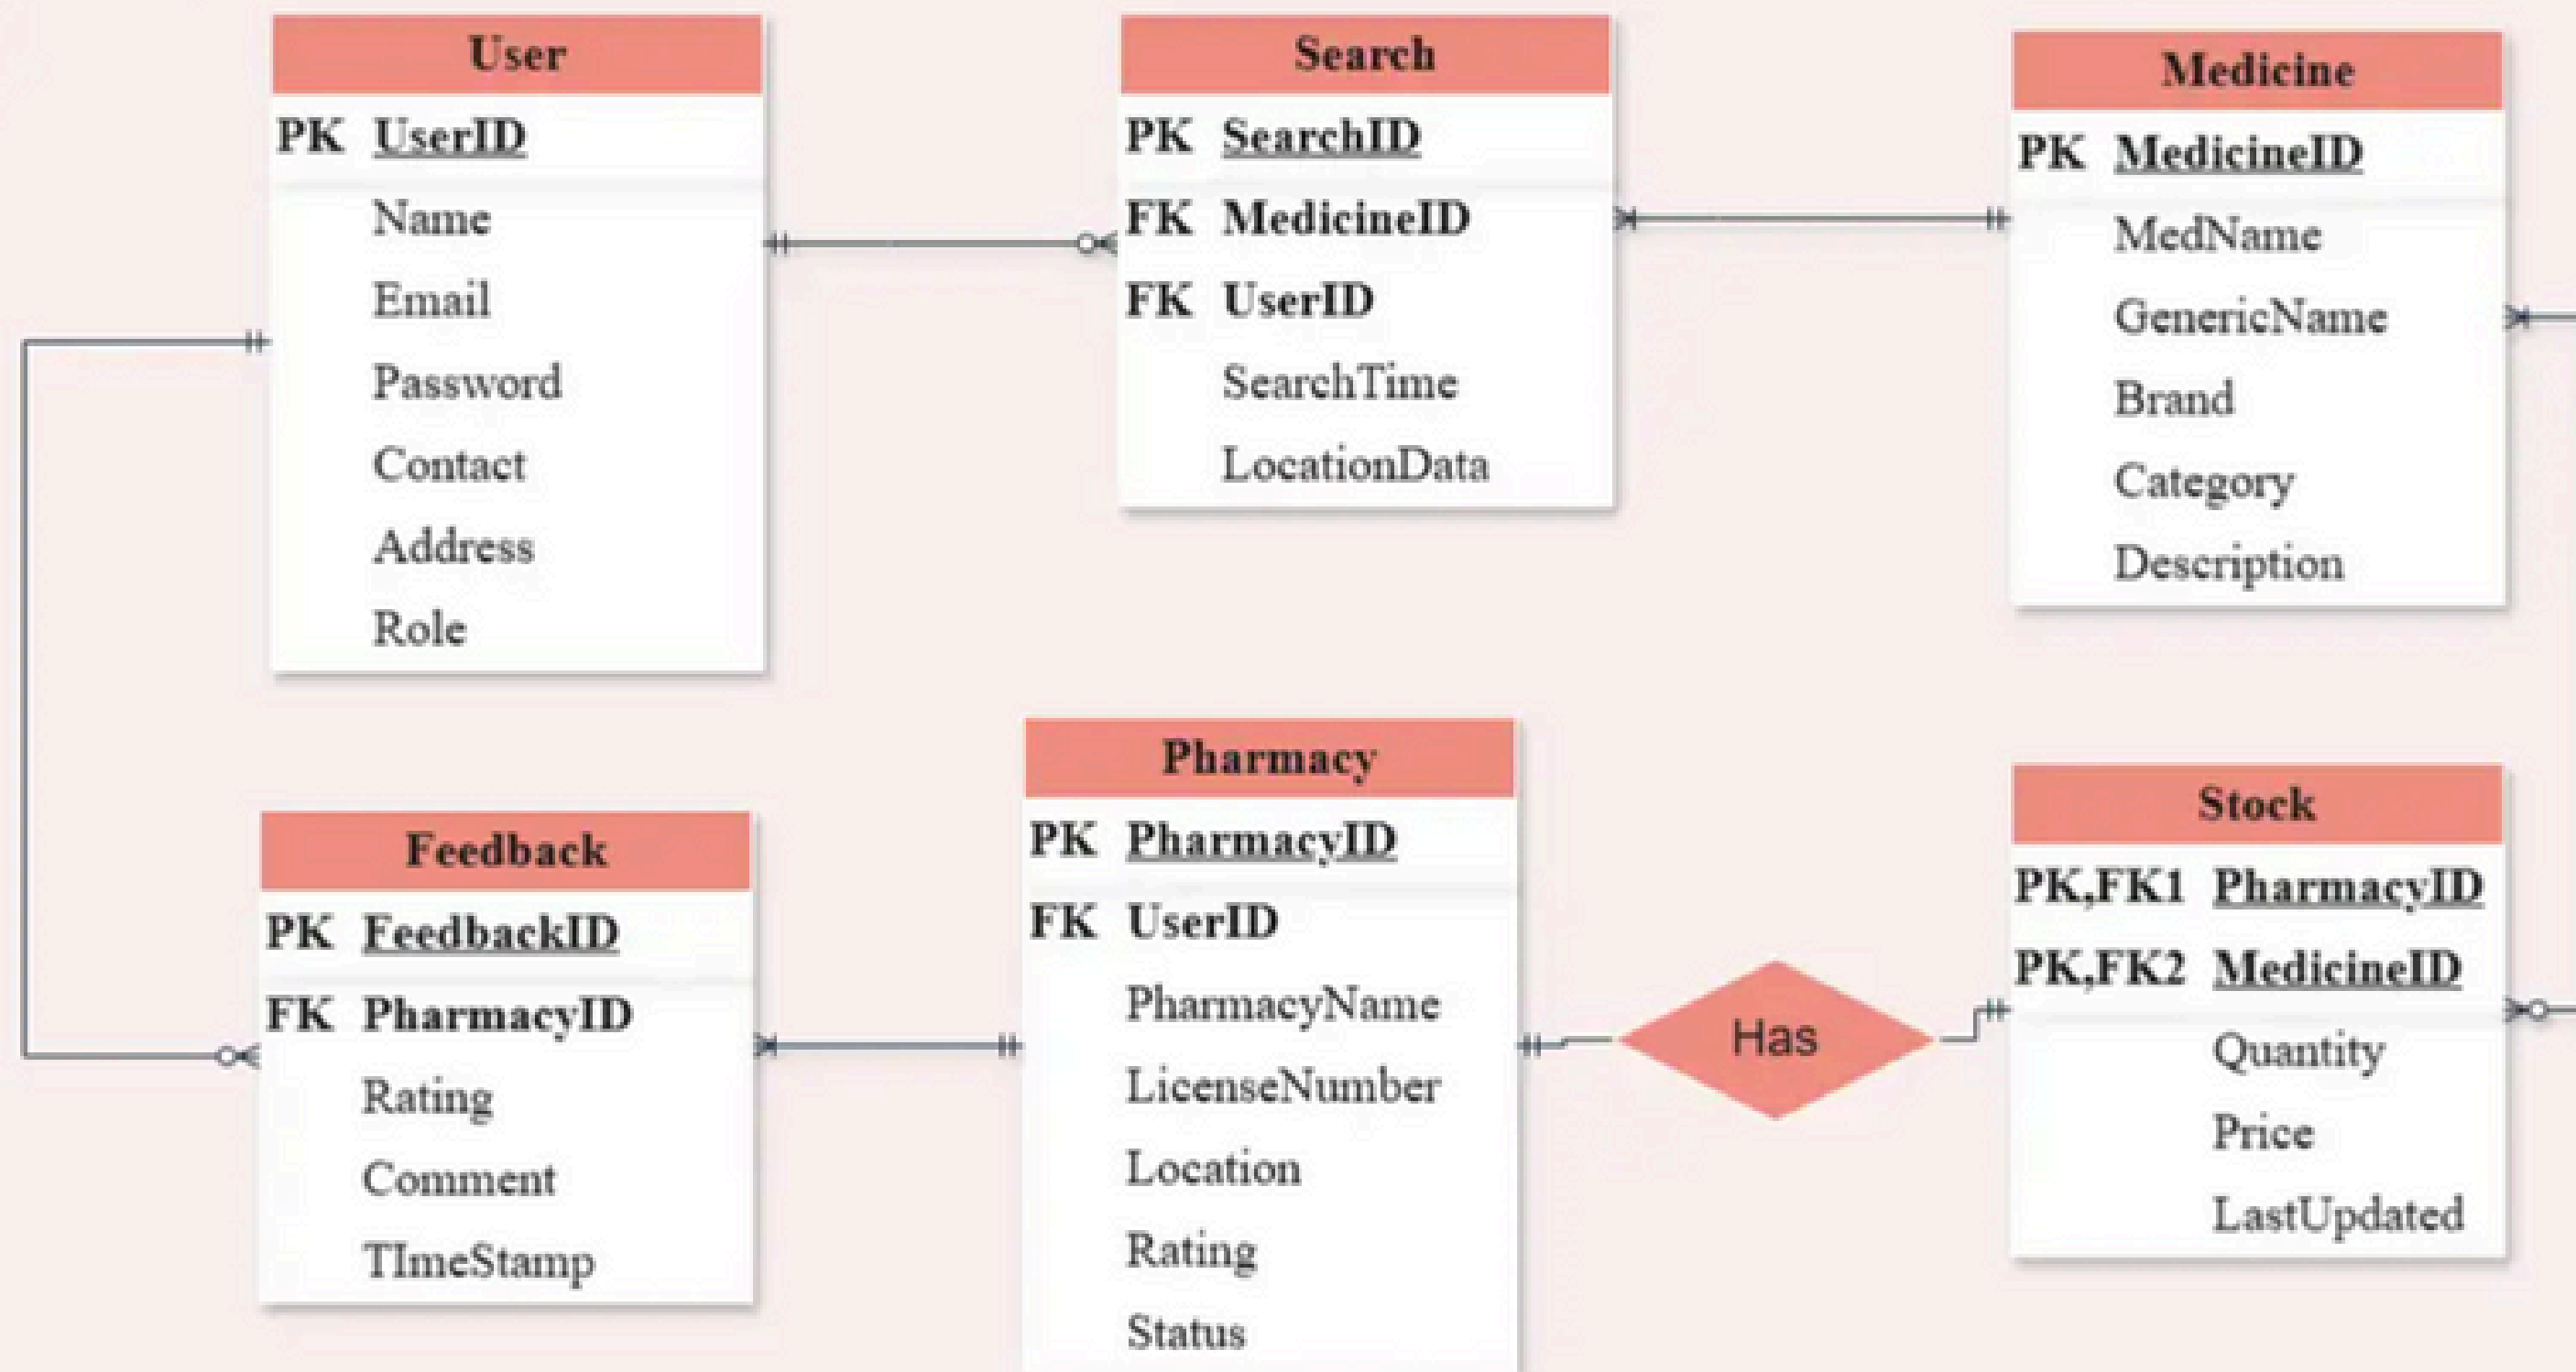 User
PK UserID
Name
Email
Password
Contact
Address
Role
Search
PK SearchID
FK MedicineID
FK UserID
SearchTime
LocationData
Medicine
PK MedicineID
MedName
GenericName
Brand
Category
Description
Feedback
PK FeedbackID
FK PharmacyID
Rating
Comment
TImeStamp
Pharmacy
PK PharmacyID
FK UserID
PharmacyName
LicenseNumber
Location
Rating
Status
Has
Stock
PK,FK1 PharmacyID
PK,FK2 MedicineID
Quantity
Price
LastUpdated